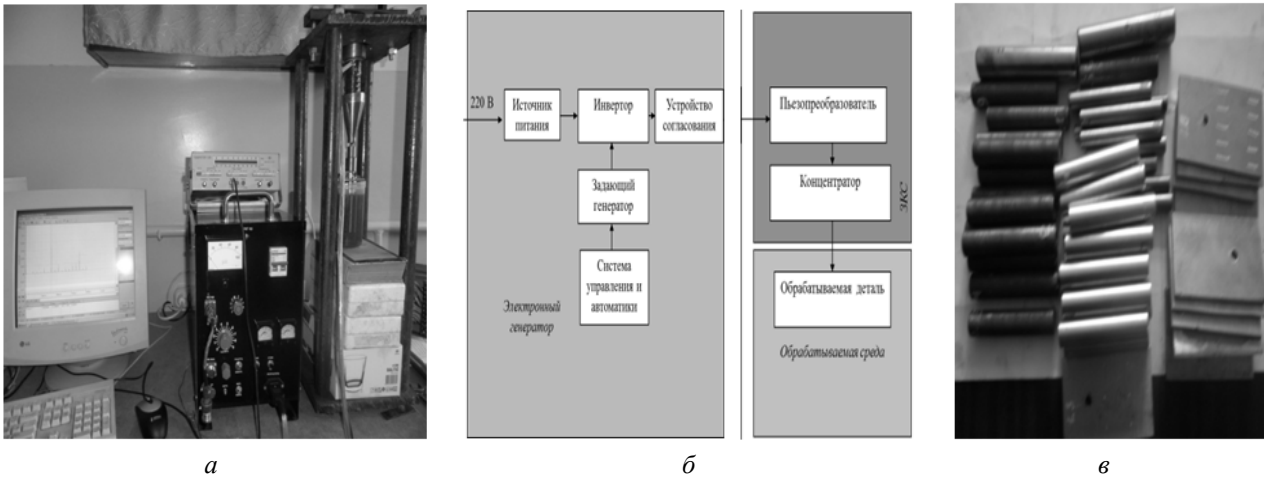 220 В
Источник
питания
Инвертор
Устройство
согласования
Задающий
генератор
Система
управления и
автоматики
Электронный
генератор
Пьезопреобразователь
Концентратор
ЗКС
Обрабатываемая деталь
Обрабатываемая среда
а
б
в